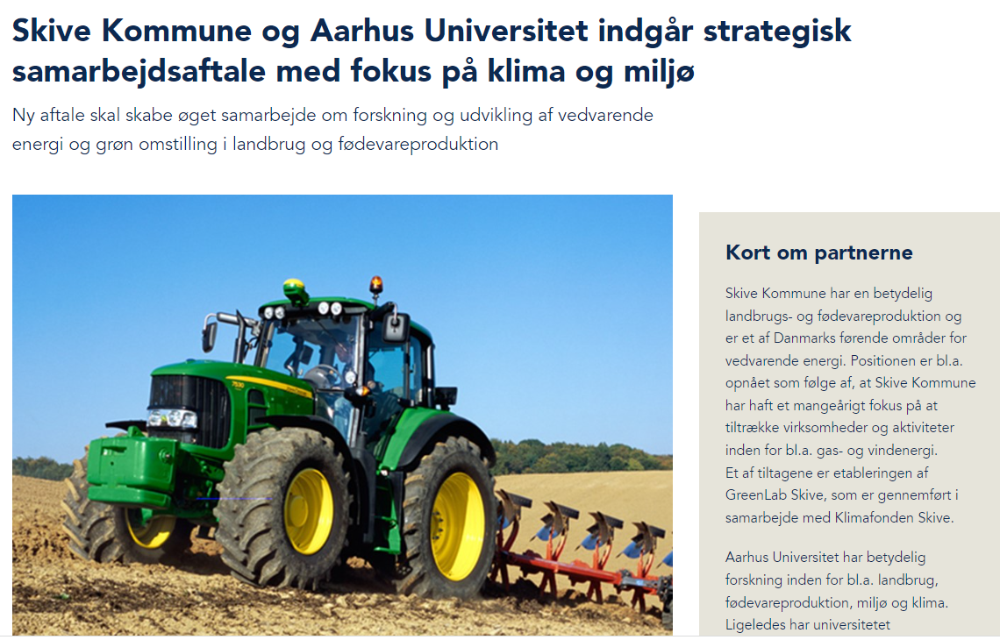 Skive Kommune og Aarhus Universitet indgår strategisk
samarbejdsaftale med fokus på klima og miljø
Ny aftale skal skabe øget samarbejde om forskning og udvikling af vedvarende
energi og grøn omstilling i landbrug og fødevareproduktion
7530
Kort om partnerne
Skive Kommune har en betydelig
landbrugs- og fødevareproduktion og
er et af Danmarks førende områder for
vedvarende energi. Positionen er bl.a.
opnået som følge af, at Skive Kommune
har haft et mangeårigt fokus på at
tiltrække virksomheder og aktiviteter
inden for bl.a. gas- og vindenergi.
Et af tiltagene er etableringen af
GreenLab Skive, som er gennemført i
samarbejde med Klimafonden Skive.
Aarhus Universitet har betydelig
forskning inden for bl.a. landbrug,
fødevareproduktion, miljø og klima.
Ligeledes har universitetet